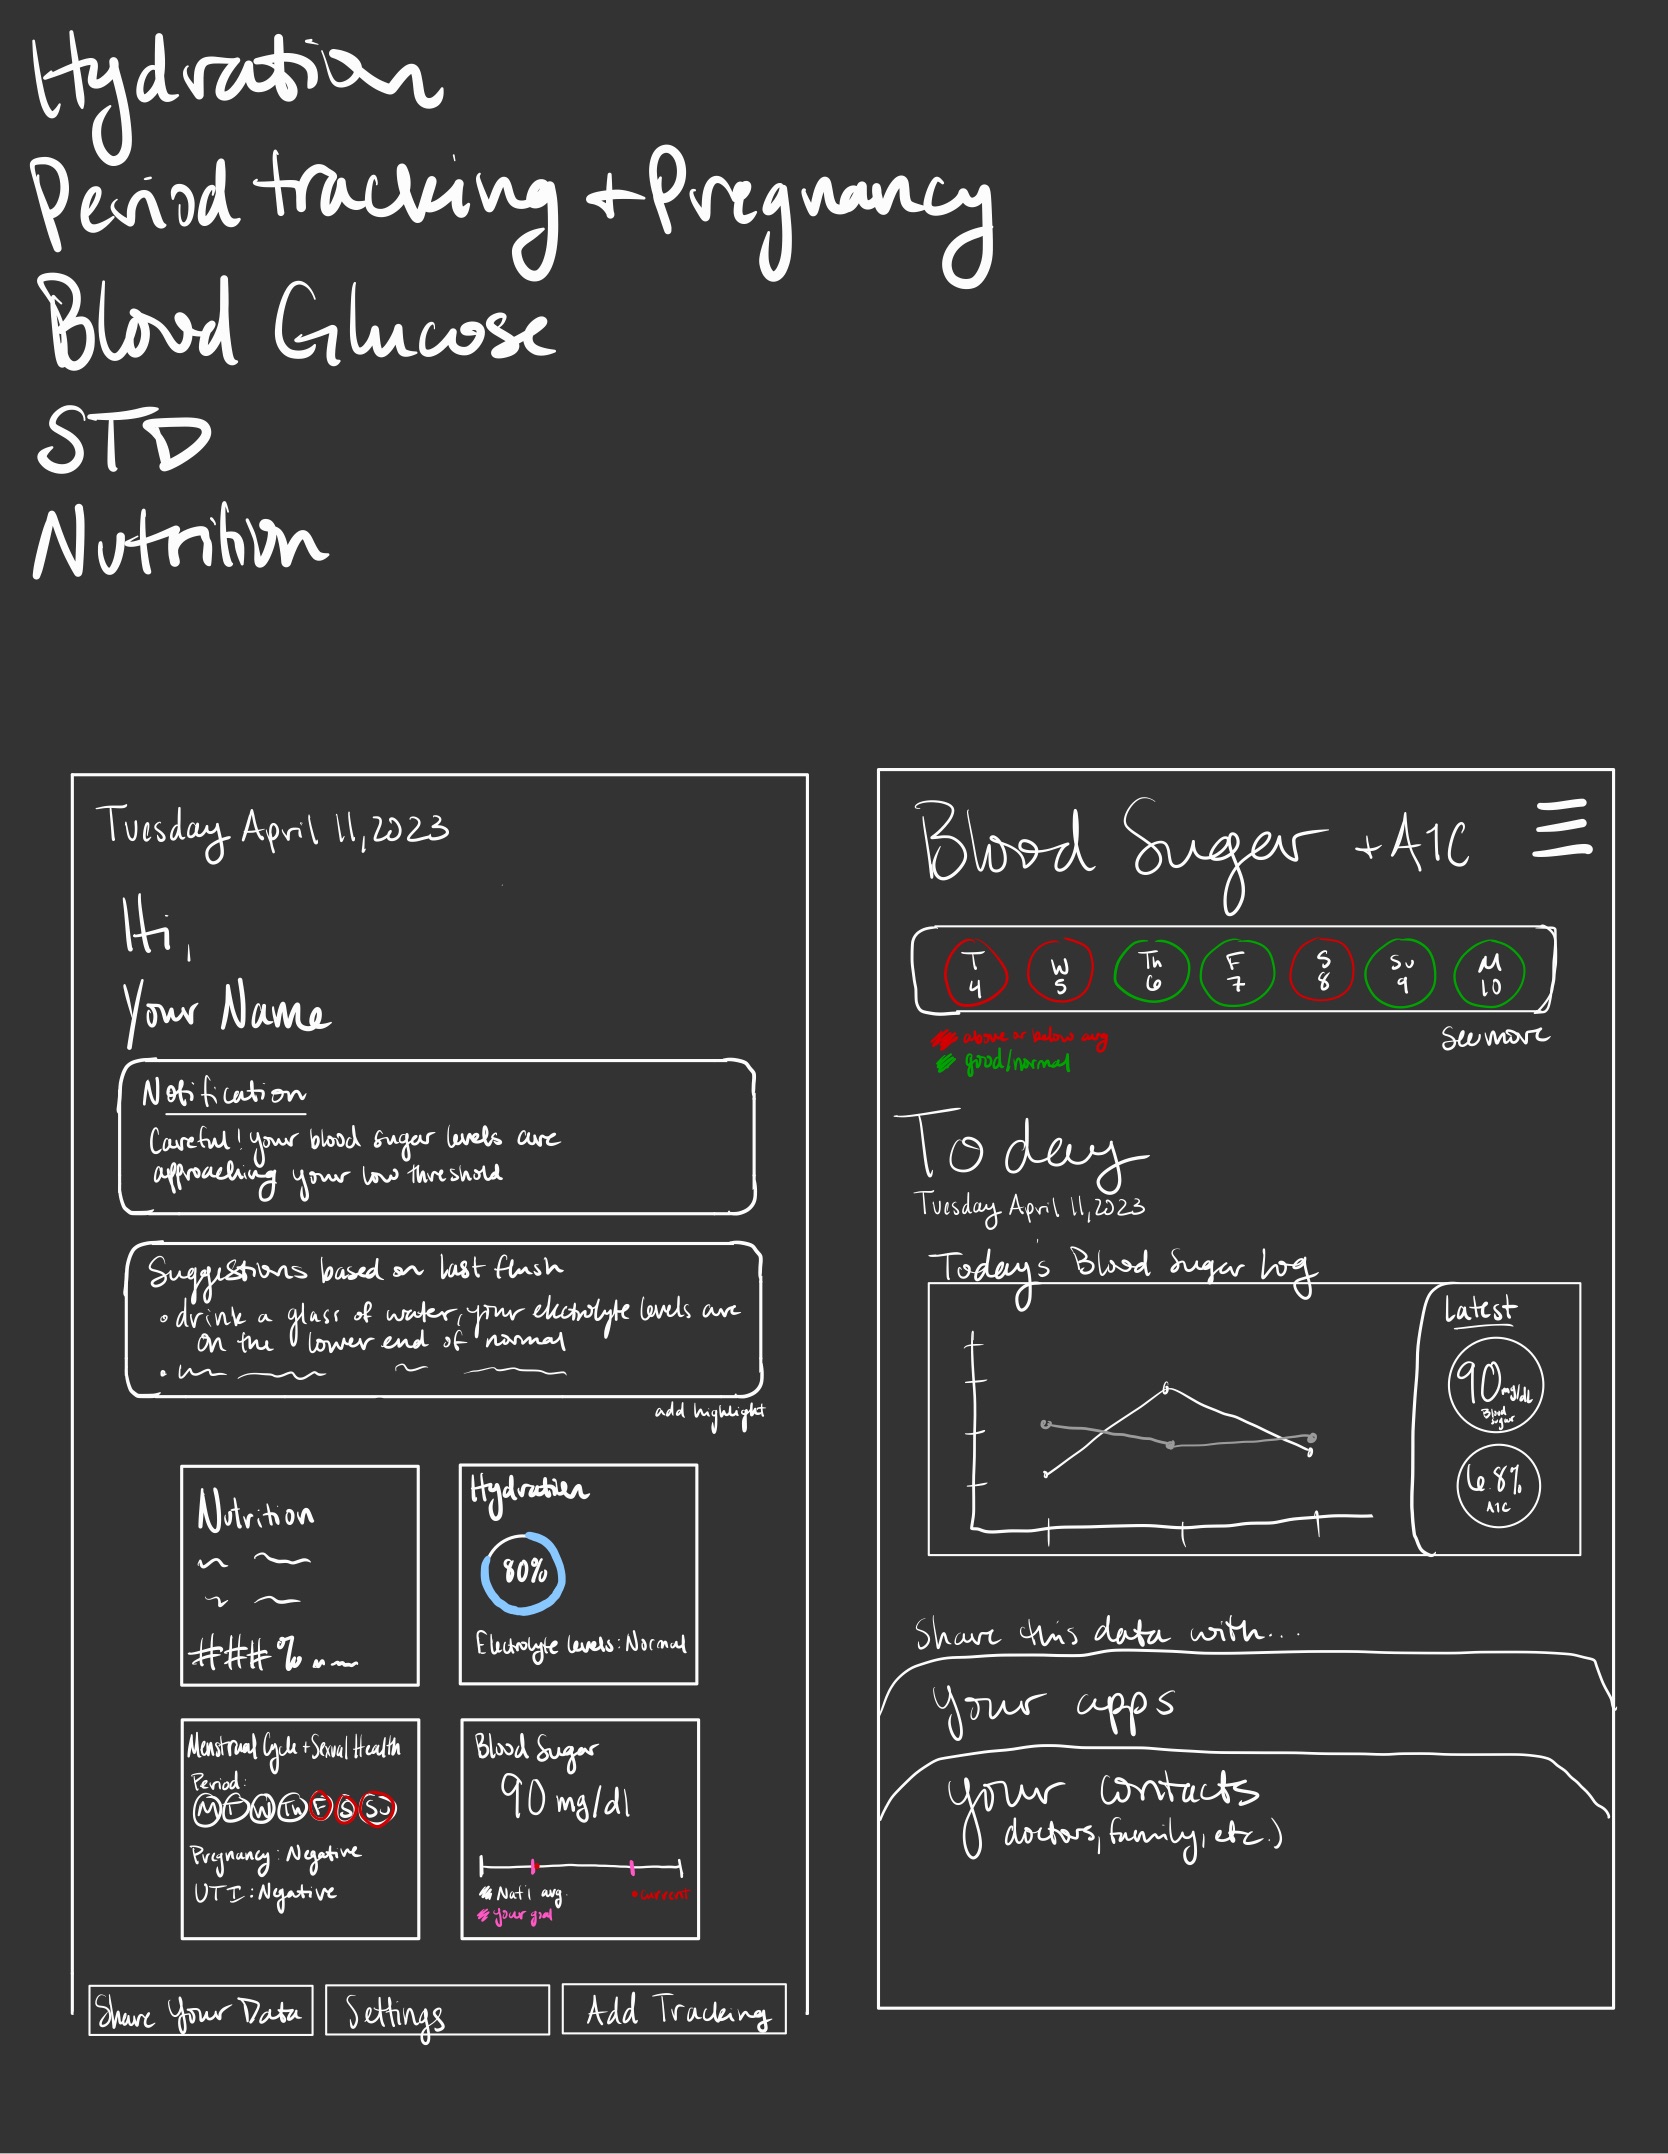 Hydration
Period tracking + Pregnancy
Blood Glucose
STD
Nutrition
Tuesday April 11, 2023
Hi,
Your Name
Notification
Careful! your blood sugar levels are
approaching your low threshold
Suggestions based on last flush
• drink a glass of water, your electrolyte levels are
on the lower end of normal
add highlight
Nutrition
###%
Hydration
80%
Electrolyte levels: Normal
Menstrual Cycle + Sexual Health
Period:
M T W Th F S Su
Pregnancy: Negative
UTI: Negative
Blood Sugar
90 mg/dl
Nat'l avg.
• current
your goal
Share Your Data
Settings
Add Tracking
Blood Sugar + A1C
T W Th F S Su M
4 5 6 7 8 9 10
above or below avg
good/normal
See more
Today
Tuesday April 11, 2023
Today's Blood Sugar Log
Latest
90 mg/dl
Blood
Sugar
6.8%
A1C
Share this data with...
your apps
your contacts
doctors, family, etc.)